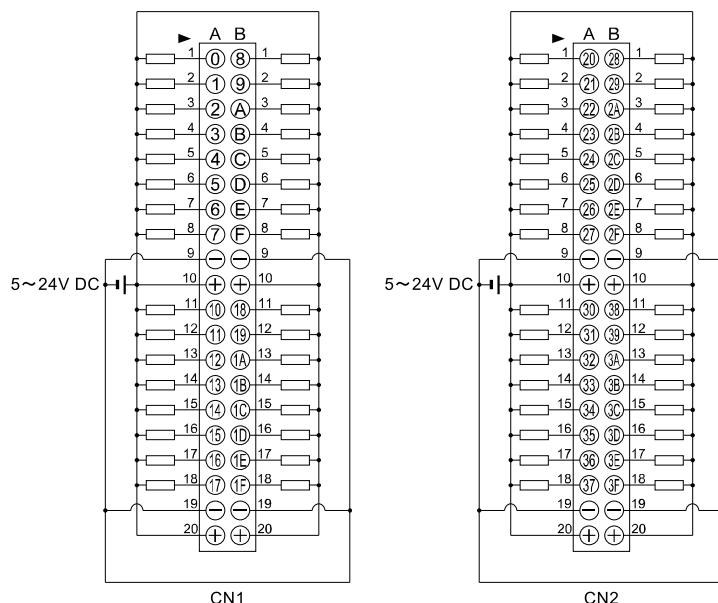 A B A B
1 0 8 1 1 20 28 1
2 1 9 2 2 21 29 2
3 2 A 3 3 22 2A 3
4 3 B 4 4 23 2B 4
5 4 C 5 5 24 2C 5
6 5 D 6 6 25 2D 6
7 6 E 7 7 26 2E 7
8 7 F 8 8 27 2F 8
9 − − 9 9 − − 9
5～24V DC 10 + + 10 5～24V DC 10 + + 10
11 10 18 11 11 30 38 11
12 11 19 12 12 31 39 12
13 12 1A 13 13 32 3A 13
14 13 1B 14 14 33 3B 14
15 14 1C 15 15 34 3C 15
16 15 1D 16 16 35 3D 16
17 16 1E 17 17 36 3E 17
18 17 1F 18 18 37 3F 18
19 − − 19 19 − − 19
20 + + 20 20 + + 20
CN1 CN2